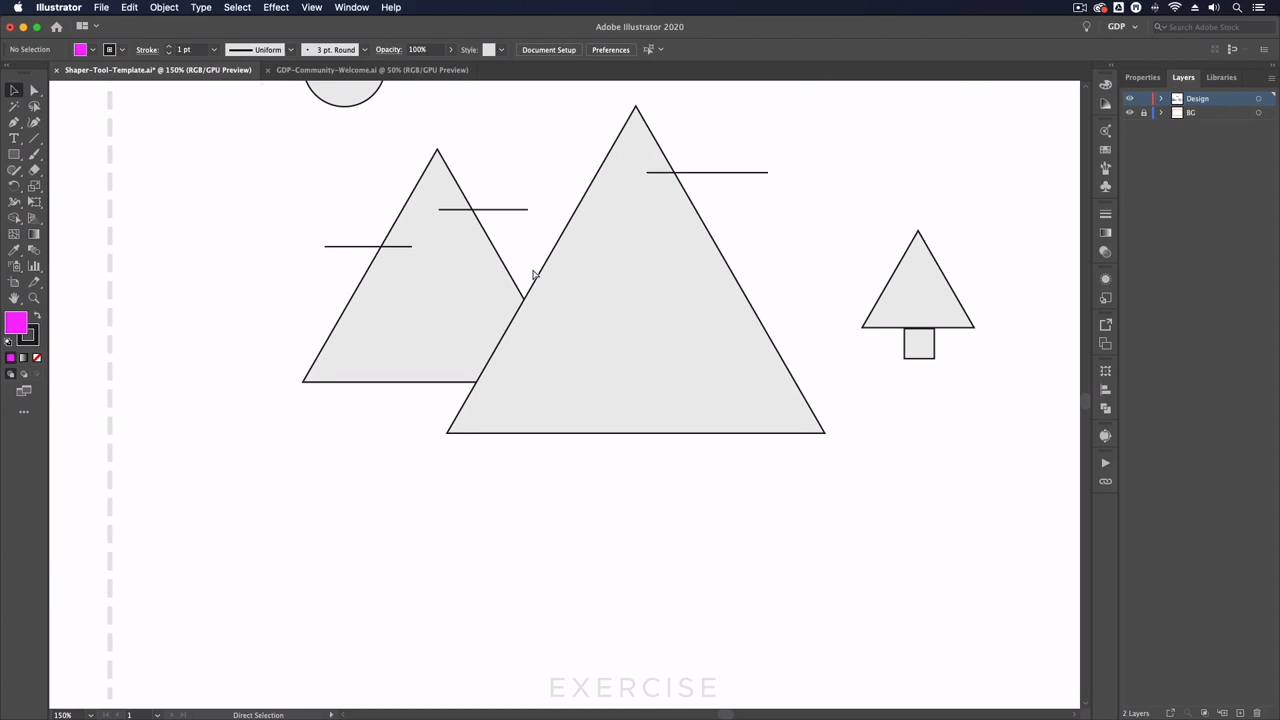 Illustrator File Edit Object Type Select Effect View Window Help
Adobe Illustrator 2020
GDP
Search Adobe Stock
No Selection
Stroke:
1 pt
Uniform
3 pt. Round
Opacity:
100%
Style:
Document Setup
Preferences
Shaper-Tool-Template.ai* @ 150% (RGB/GPU Preview)
GDP-Community-Welcome.ai @ 50% (RGB/GPU Preview)
Properties
Layers
Libraries
Design
BG
EXERCISE
150%
1
Direct Selection
2 Layers